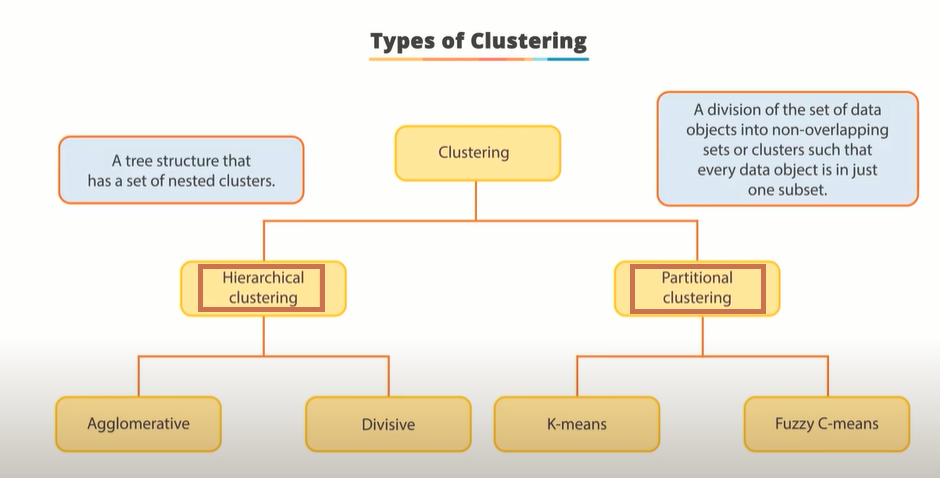 Types of Clustering
A tree structure that
has a set of nested clusters.
Clustering
A division of the set of data
objects into non-overlapping
sets or clusters such that
every data object is in just
one subset.
Hierarchical
clustering
Partitional
clustering
Agglomerative
Divisive
K-means
Fuzzy C-means